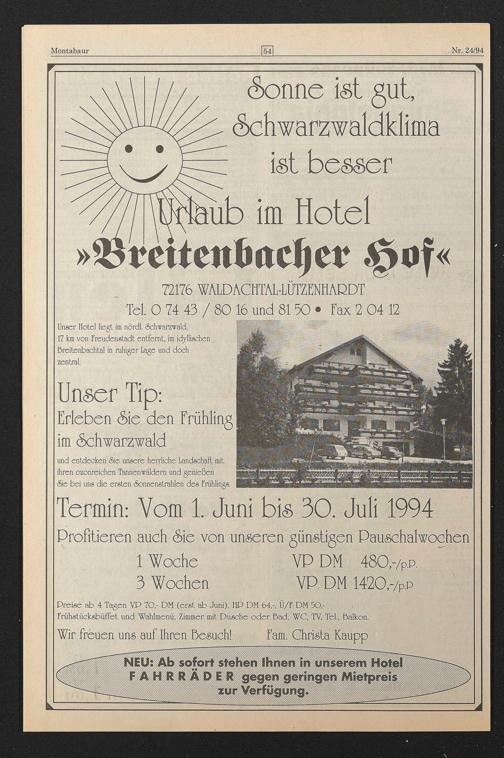 Montabaur 54 Nr. 24/94
Sonne ist gut,
Schwarzwaldklima
ist besser
Urlaub im Hotel
»Breitenbacher Hof«
72176 WALDACHTAL-LÜTZENHARDT
Tel. 0 74 43 / 80 16 und 81 50 • Fax 2 04 12
Unser Hotel liegt im nördl. Schwarzwald,
17 km von Freudenstadt entfernt, im idyllischen
Breitenbachtal in ruhiger Lage und doch
zentral.
Unser Tip:
Erleben Sie den Frühling
im Schwarzwald
und entdecken Sie unsere herrliche Landschaft mit
ihren ozonreichen Tannenwäldern und genießen
Sie bei uns die ersten Sonnenstrahlen des Frühlings.
Termin: Vom 1. Juni bis 30. Juli 1994
Profitieren auch Sie von unseren günstigen Pauschalwochen
1 Woche VP DM 480,-/p.P.
3 Wochen VP DM 1420,-/p.P
Preise ab 4 Tagen VP 70,- DM (erst ab Juni), HP DM 64,-, Ü/F DM 50,-
Frühstücksbüffet und Wahlmenü, Zimmer mit Dusche oder Bad, WC, TV, Tel., Balkon.
Wir freuen uns auf Ihren Besuch! Fam. Christa Kaupp
NEU: Ab sofort stehen Ihnen in unserem Hotel
FAHRRÄDER gegen geringen Mietpreis
zur Verfügung.